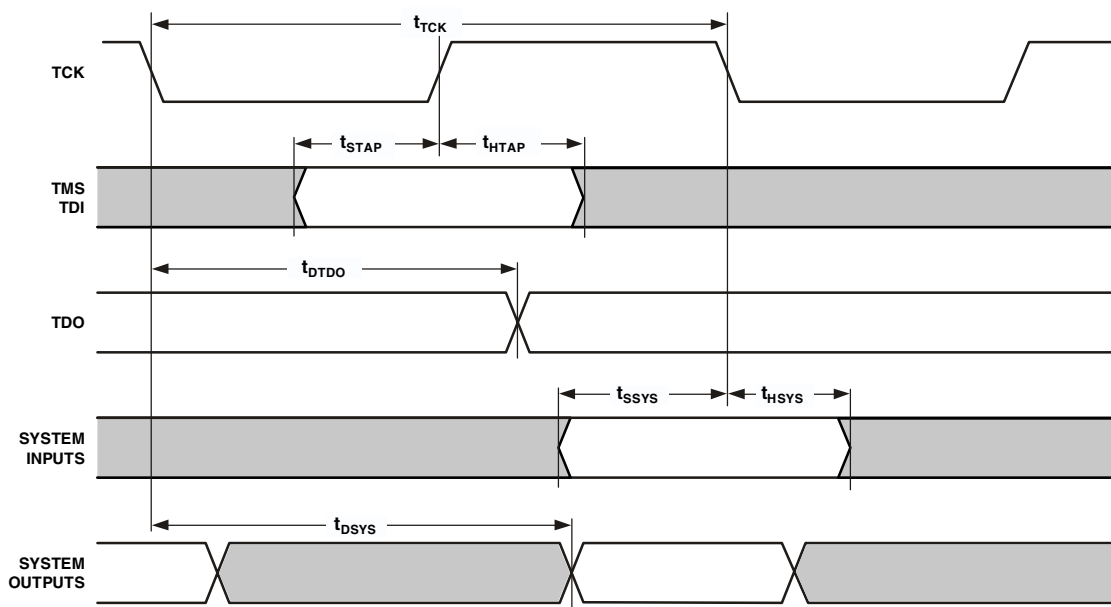 tTCK
TCK
tSTAP
tHTAP
TMS
TDI
tDTDO
TDO
tSSYS
tHSYS
SYSTEM
INPUTS
tDSYS
SYSTEM
OUTPUTS